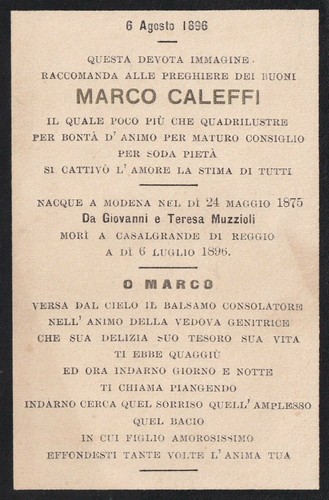 6 Agosto 1896
QUESTA DEVOTA IMMAGINE
RACCOMANDA ALLE PREGHIERE DEI BUONI
MARCO CALEFFI
IL QUALE POCO PIÙ CHE QUADRILUSTRE
PER BONTÀ D' ANIMO PER MATURO CONSIGLIO
PER SODA PIETÀ
SI CATTIVÒ L' AMORE LA STIMA DI TUTTI
NACQUE A MODENA NEL DÌ 24 MAGGIO 1875
Da Giovanni e Teresa Muzzioli
MORÌ A CASALGRANDE DI REGGIO
A DÌ 6 LUGLIO 1896.
O MARCO
VERSA DAL CIELO IL BALSAMO CONSOLATORE
NELL' ANIMO DELLA VEDOVA GENITRICE
CHE SUA DELIZIA SUO TESORO SUA VITA
TI EBBE QUAGGIÙ
ED ORA INDARNO GIORNO E NOTTE
TI CHIAMA PIANGENDO
INDARNO CERCA QUEL SORRISO QUELL' AMPLESSO
QUEL BACIO
IN CUI FIGLIO AMOROSISSIMO
EFFONDESTI TANTE VOLTE L' ANIMA TUA